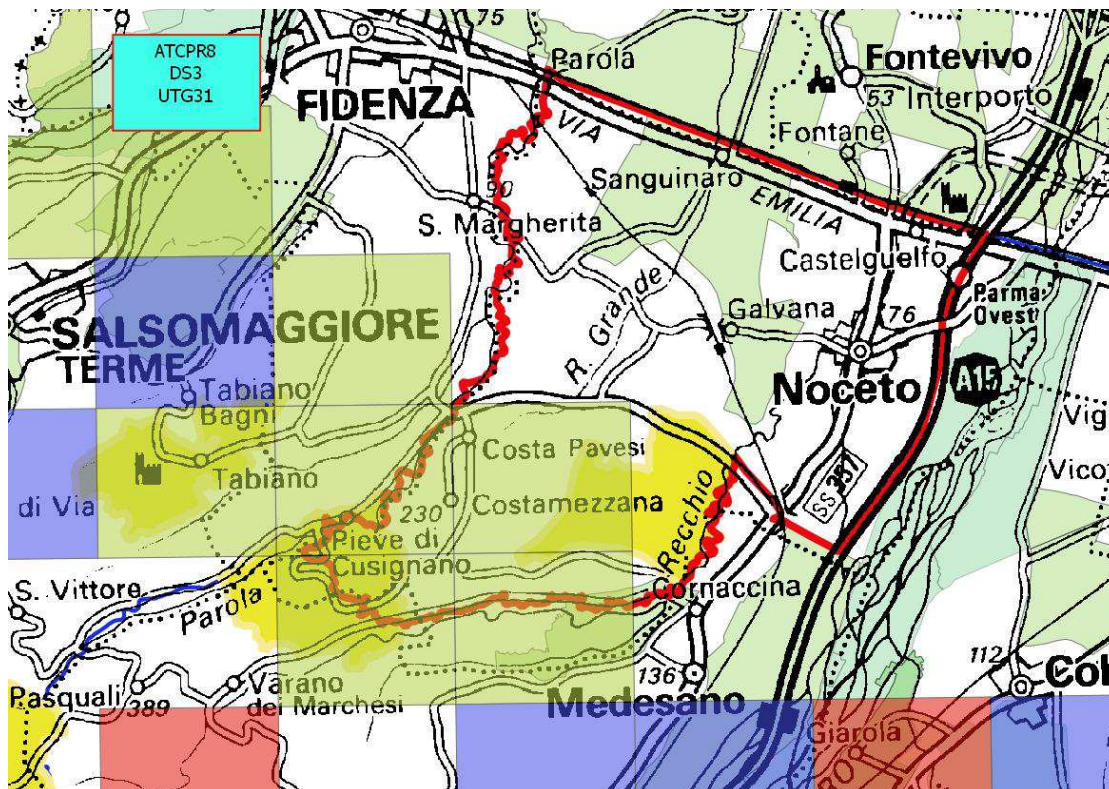 ATCPR8
DS3
UTG31
75
Parola
Fontevivo
FIDENZA
53
Interporto
VIA
Fontane
90
Sanguinaro
EMILIA
S. Margherita
Castelguelfo
R. Grande
Parma
Ovest
Galvana
76
SALSOMAGGIORE
TERME
Tabiano
Bagni
Noceto
A15
Vig
Costa Pavesi
Tabiano
Recchio
SS 357
Vico
di Via
230
Costamezzana
Pieve di
Cusignano
S. Vittore
Parola
Cornaccina
136
112
Pasquali
389
Varano
dei Marchesi
Medesano
Col
Giarola
RO